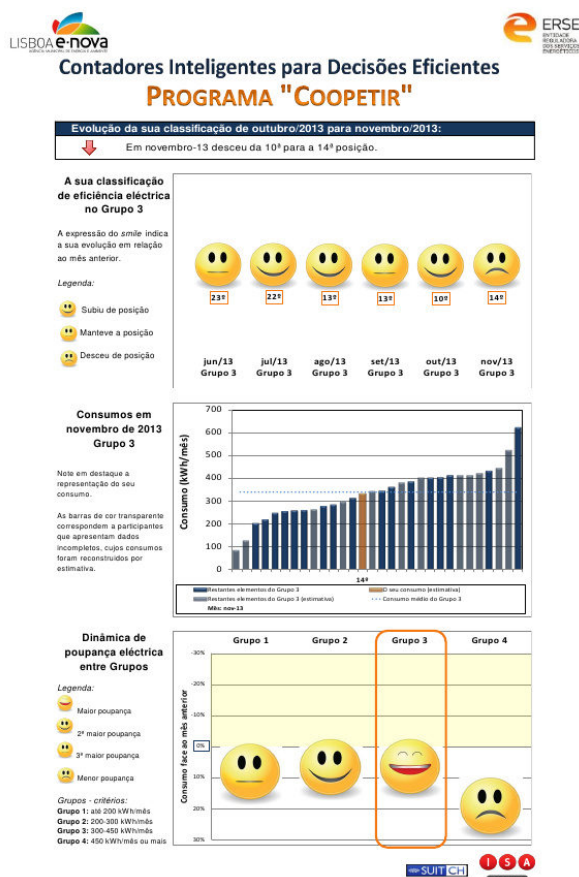 LISBOA e·nova
ERSE
ENTIDADE
REGULADORA
DOS SERVIÇOS
ENERGÉTICOS
Contadores Inteligentes para Decisões Eficientes
PROGRAMA "COOPETIR"
Evolução da sua classificação de outubro/2013 para novembro/2013:
Em novembro-13 desceu da 10ª para a 14ª posição.
A sua classificação
de eficiência eléctrica
no Grupo 3
A expressão do smile indica
a sua evolução em relação
ao mês anterior.
Legenda:
Subiu de posição
Manteve a posição
Desceu de posição
23º 22º 13º 13º 10º 14º
jun/13 jul/13 ago/13 set/13 out/13 nov/13
Grupo 3 Grupo 3 Grupo 3 Grupo 3 Grupo 3 Grupo 3
Consumos em
novembro de 2013
Grupo 3
Note em destaque a
representação do seu
consumo.
As barras de cor transparente
correspondem a participantes
que apresentam dados
incompletos, cujos consumos
foram reconstruidos por
estimativa.
Consumo (kWh/mês)
700
600
500
400
300
200
100
0
14º
Restantes elementos do Grupo 3 O seu consumo (estimativa)
Restantes elementos do Grupo 3 (estimativa) Consumo médio do Grupo 3
Mês: nov-13
Dinâmica de
poupança eléctrica
entre Grupos
Legenda:
Maior poupança
2ª maior poupança
3ª maior poupança
Menor poupança
Grupos - critérios:
Grupo 1: até 200 kWh/mês
Grupo 2: 200-300 kWh/mês
Grupo 3: 300-450 kWh/mês
Grupo 4: 450 kWh/mês ou mais
Grupo 1 Grupo 2 Grupo 3 Grupo 4
Consumo face ao mês anterior
-30%
-20%
-10%
0%
10%
20%
30%
SUITCH
ISA